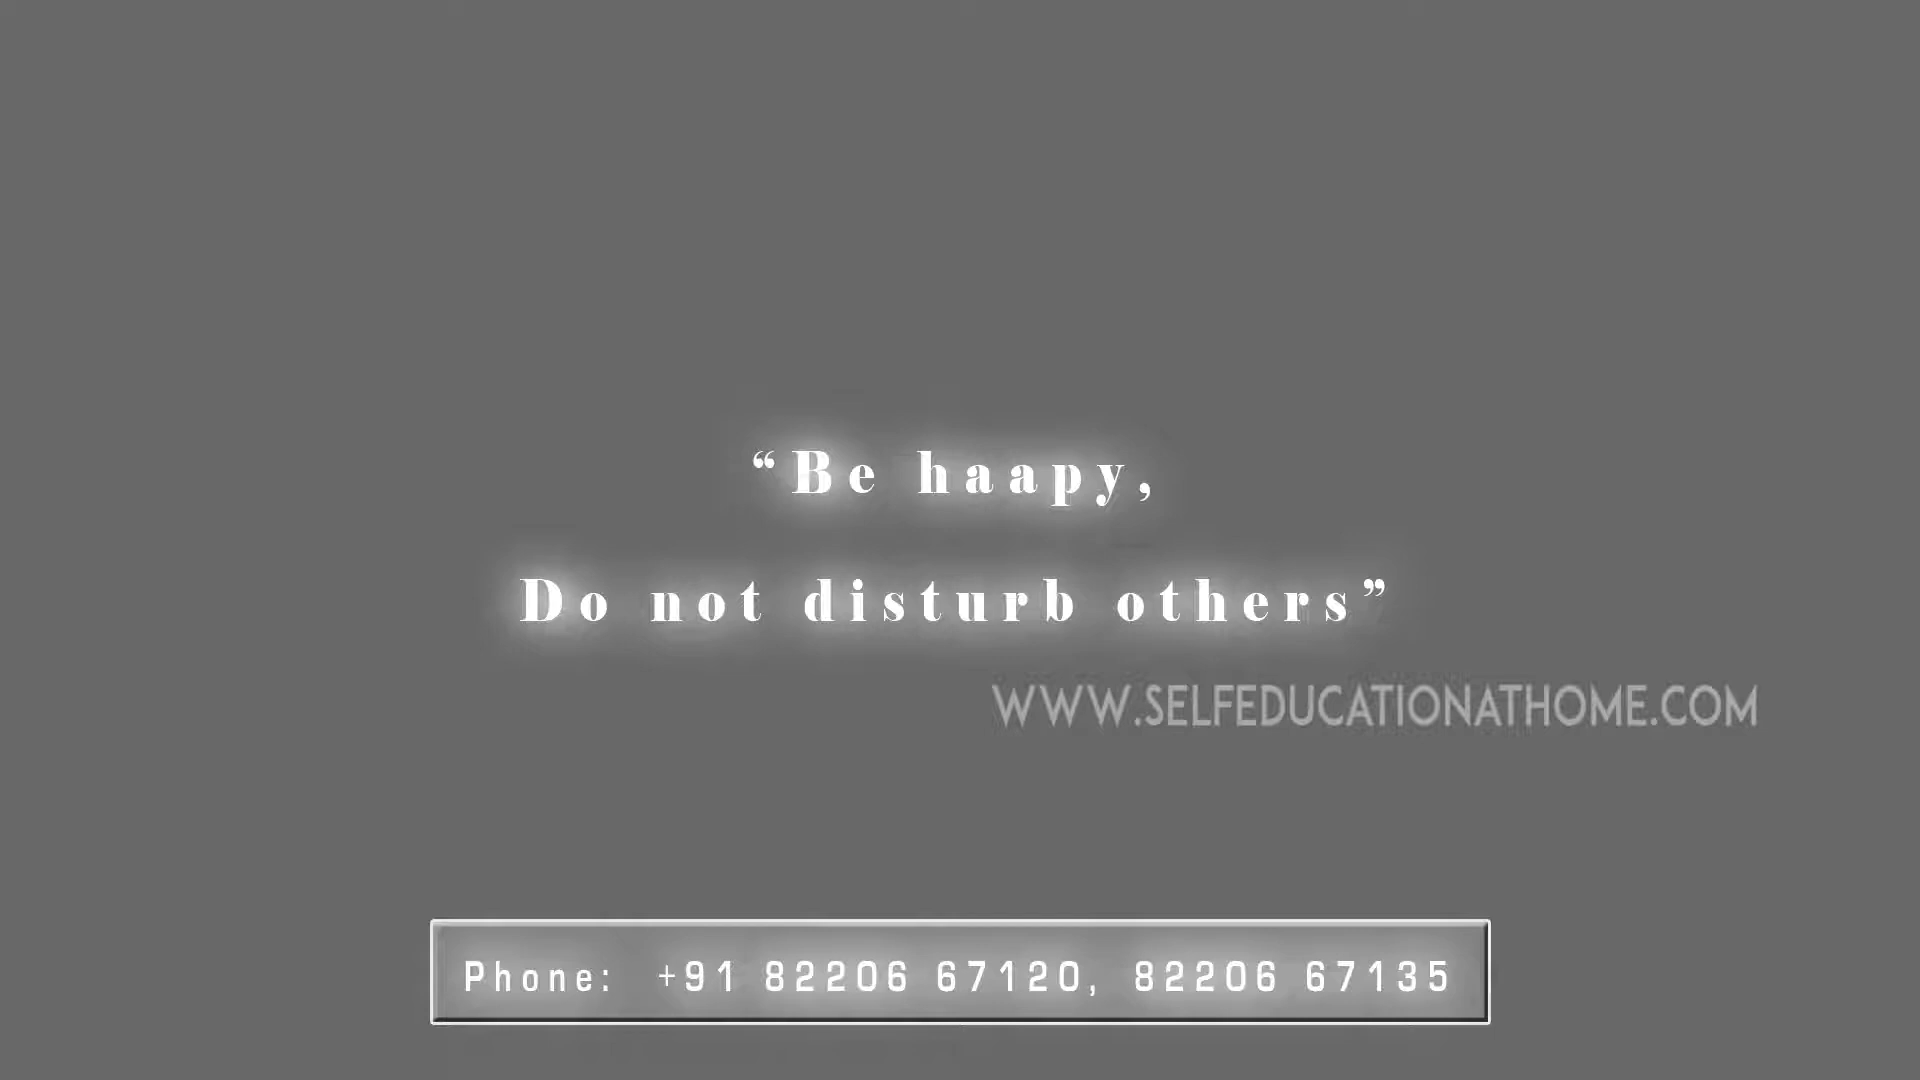 “Be haapy,
Do not disturb others”
WWW.SELFEDUCATIONATHOME.COM
Phone: +91 82206 67120, 82206 67135